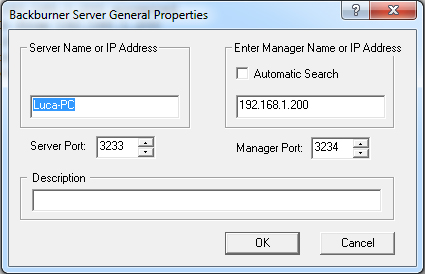 Backburner Server General Properties
Server Name or IP Address
Enter Manager Name or IP Address
Automatic Search
Luca-PC
192.168.1.200
Server Port: 3233
Manager Port: 3234
Description
OK
Cancel